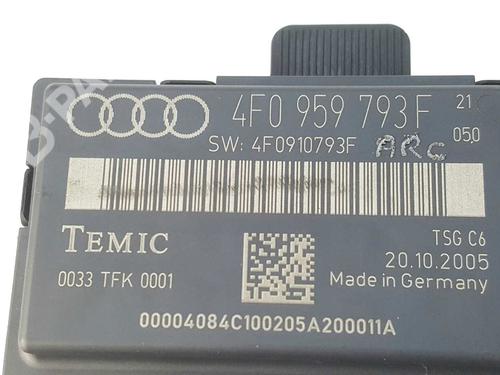 4F0 959 793F 21
SW: 4F0910793F ARC 050
TEMIC TSG C6
20.10.2005
0033 TFK 0001 Made in Germany
00004084C100205A200011A